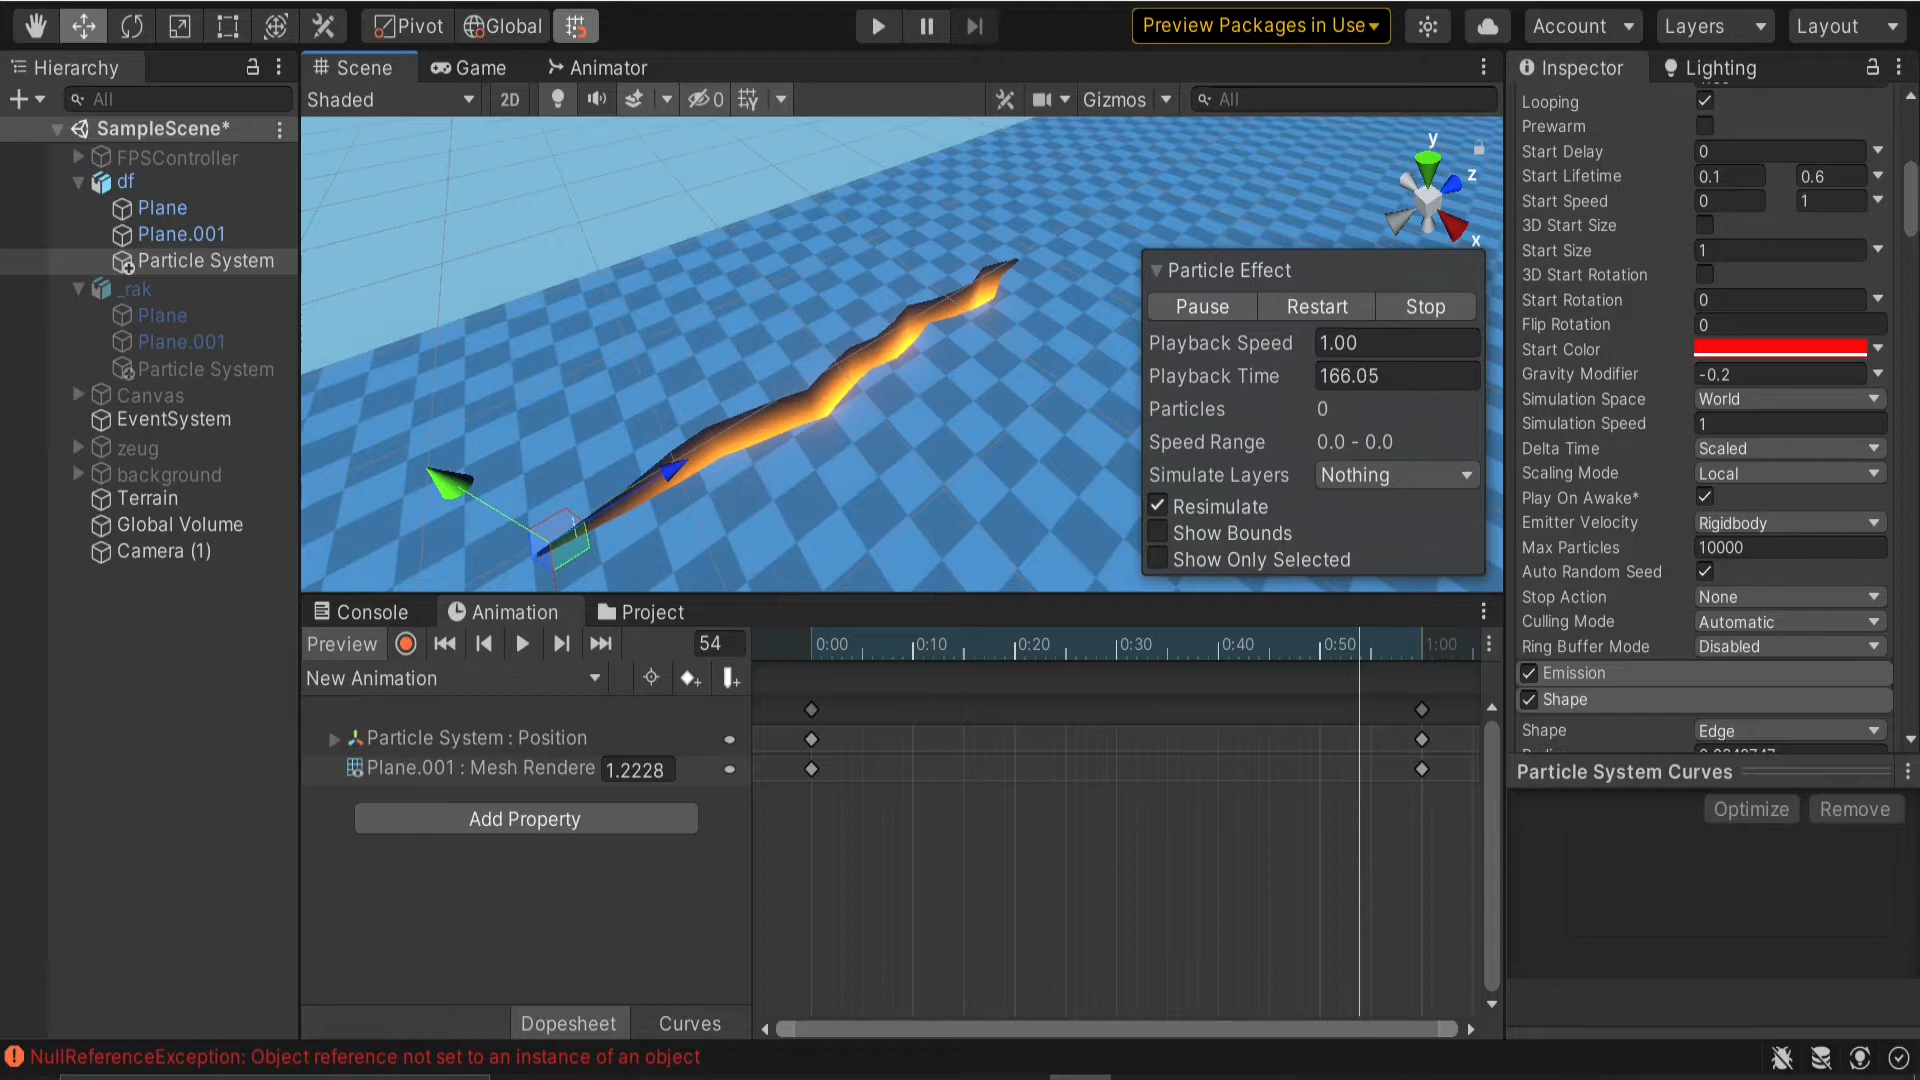 Pivot Global Preview Packages in Use Account Layers Layout
Hierarchy
All
SampleScene*
FPSController
df
Plane
Plane.001
Particle System
_rak
Plane
Plane.001
Particle System
Canvas
EventSystem
zeug
background
Terrain
Global Volume
Camera (1)
Scene Game Animator
Shaded 2D 0 Gizmos All
y
z
x
Particle Effect
Pause Restart Stop
Playback Speed 1.00
Playback Time 166.05
Particles 0
Speed Range 0.0 - 0.0
Simulate Layers Nothing
Resimulate
Show Bounds
Show Only Selected
Console Animation Project
Preview 54 0:00 0:10 0:20 0:30 0:40 0:50 1:00
New Animation
Particle System : Position
Plane.001 : Mesh Rendere 1.2228
Add Property
Dopesheet Curves
Inspector Lighting
Looping
Prewarm
Start Delay 0
Start Lifetime 0.1 0.6
Start Speed 0 1
3D Start Size
Start Size 1
3D Start Rotation
Start Rotation 0
Flip Rotation 0
Start Color
Gravity Modifier -0.2
Simulation Space World
Simulation Speed 1
Delta Time Scaled
Scaling Mode Local
Play On Awake*
Emitter Velocity Rigidbody
Max Particles 10000
Auto Random Seed
Stop Action None
Culling Mode Automatic
Ring Buffer Mode Disabled
Emission
Shape
Shape Edge
Particle System Curves
Optimize Remove
NullReferenceException: Object reference not set to an instance of an object